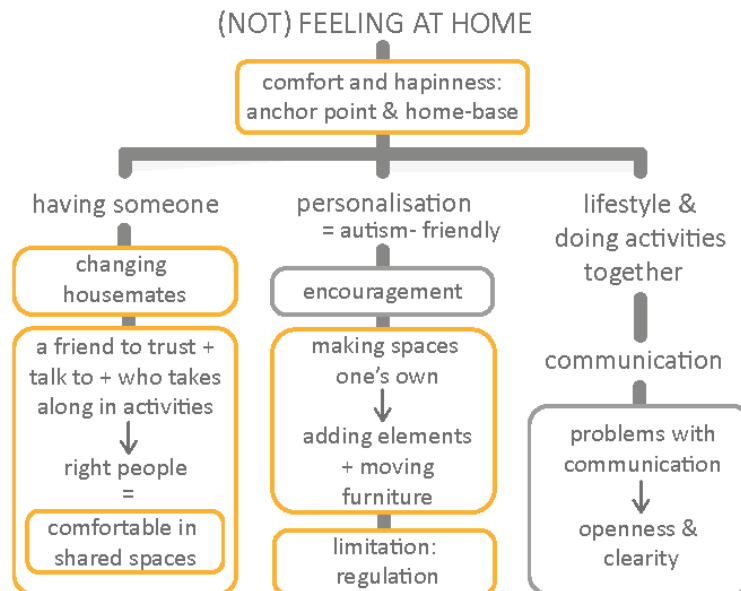 (NOT) FEELING AT HOME
comfort and hapinness:
anchor point & home-base
having someone
changing
housemates
a friend to trust +
talk to + who takes
along in activities
right people
=
comfortable in
shared spaces
personalisation
= autism- friendly
encouragement
making spaces
one's own
adding elements
+ moving
furniture
limitation:
regulation
lifestyle &
doing activities
together
communication
problems with
communication
openness &
clearity